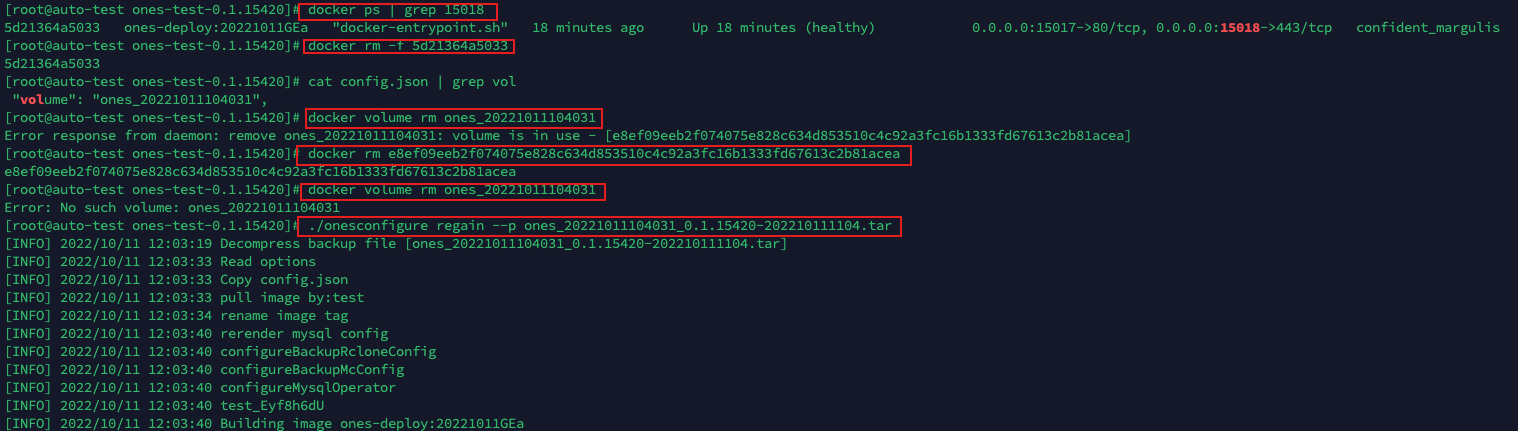 [root@auto-test ones-test-0.1.15420]# docker ps | grep 15018
5d21364a5033   ones-deploy:20221011GEa   "docker-entrypoint.sh"   18 minutes ago      Up 18 minutes (healthy)                       0.0.0.0:15017->80/tcp, 0.0.0.0:15018->443/tcp   confident_margulis
[root@auto-test ones-test-0.1.15420]# docker rm -f 5d21364a5033
5d21364a5033
[root@auto-test ones-test-0.1.15420]# cat config.json | grep vol
 "volume": "ones_20221011104031",
[root@auto-test ones-test-0.1.15420]# docker volume rm ones_20221011104031
Error response from daemon: remove ones_20221011104031: volume is in use - [e8ef09eeb2f074075e828c634d853510c4c92a3fc16b1333fd67613c2b81acea]
[root@auto-test ones-test-0.1.15420]# docker rm e8ef09eeb2f074075e828c634d853510c4c92a3fc16b1333fd67613c2b81acea
e8ef09eeb2f074075e828c634d853510c4c92a3fc16b1333fd67613c2b81acea
[root@auto-test ones-test-0.1.15420]# docker volume rm ones_20221011104031
Error: No such volume: ones_20221011104031
[root@auto-test ones-test-0.1.15420]# ./onesconfigure regain --p ones_20221011104031_0.1.15420-202210111104.tar
[INFO] 2022/10/11 12:03:19 Decompress backup file [ones_20221011104031_0.1.15420-202210111104.tar]
[INFO] 2022/10/11 12:03:33 Read options
[INFO] 2022/10/11 12:03:33 Copy config.json
[INFO] 2022/10/11 12:03:33 pull image by:test
[INFO] 2022/10/11 12:03:34 rename image tag
[INFO] 2022/10/11 12:03:40 rerender mysql config
[INFO] 2022/10/11 12:03:40 configureBackupRcloneConfig
[INFO] 2022/10/11 12:03:40 configureBackupMcConfig
[INFO] 2022/10/11 12:03:40 configureMysqlOperator
[INFO] 2022/10/11 12:03:40 test_Eyf8h6dU
[INFO] 2022/10/11 12:03:40 Building image ones-deploy:20221011GEa